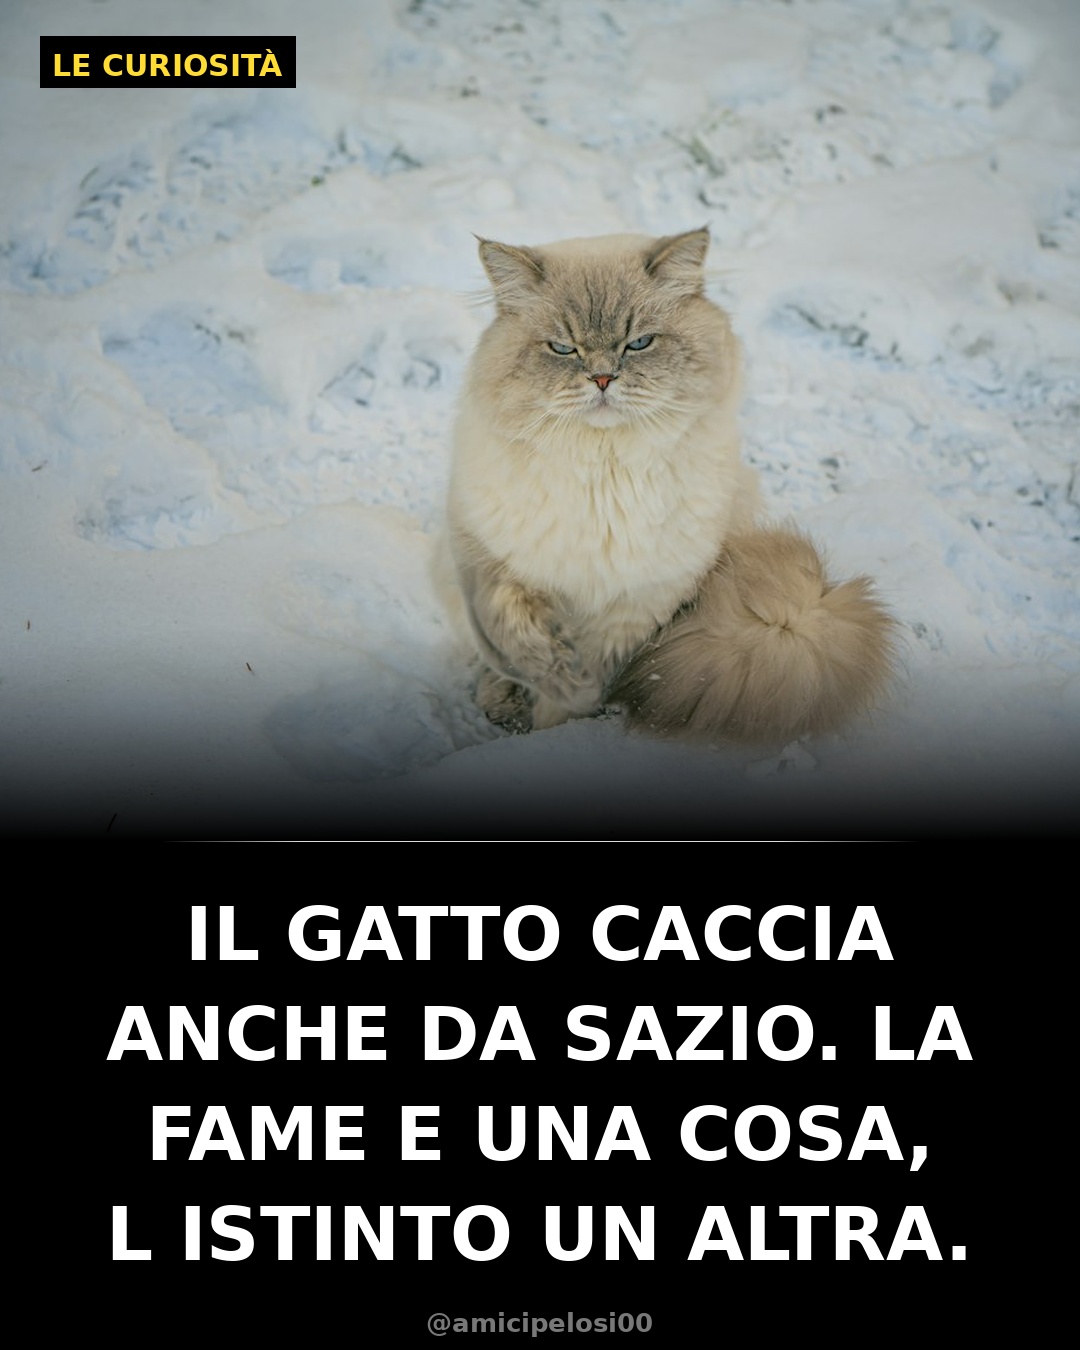 LE CURIOSITÀ
IL GATTO CACCIA
ANCHE DA SAZIO. LA
FAME E UNA COSA,
L ISTINTO UN ALTRA.
@amicipelosi00